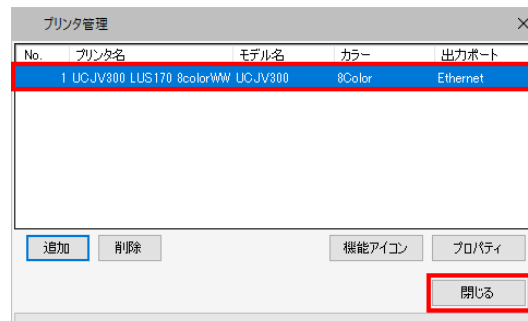 プリンタ管理
No. プリンタ名 モデル名 カラー 出力ポート
1 UCJV300 LUS170 8colorWW UCJV300 8Color Ethernet
追加 削除 機能アイコン プロパティ
閉じる